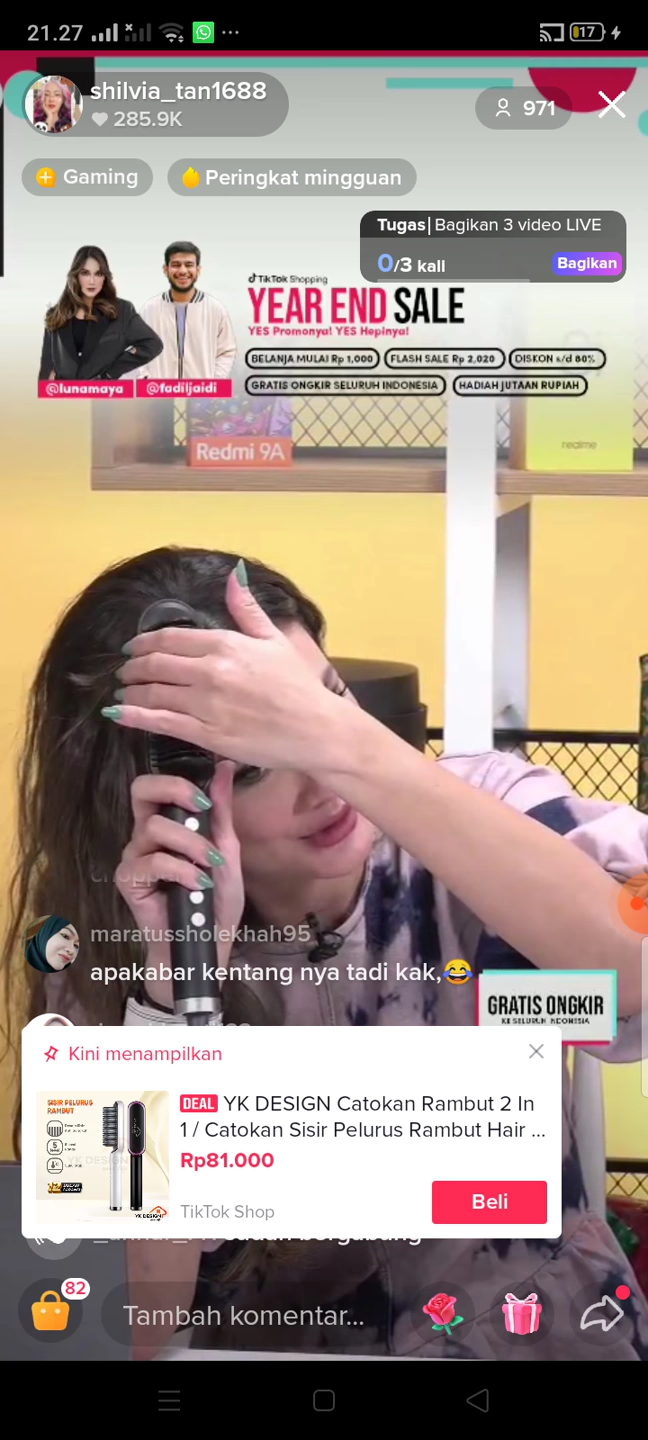 21.27
17
shilvia_tan1688
285.9K
971
Gaming
Peringkat mingguan
Tugas| Bagikan 3 video LIVE
0/3 kali
Bagikan
TikTok Shopping
YEAR END SALE
YES Promonya! YES Hepinya!
BELANJA MULAI Rp 1,000
FLASH SALE Rp 2,020
DISKON s/d 80%
GRATIS ONGKIR SELURUH INDONESIA
HADIAH JUTAAN RUPIAH
@lunamaya
@fadiljaidi
Redmi 9A
realme
maratussholekhah95
apakabar kentang nya tadi kak,😂
GRATIS ONGKIR
KE SELURUH INDONESIA
Kini menampilkan
SISIR PELURUS
RAMBUT
YK DESIGN
DEAL YK DESIGN Catokan Rambut 2 In
1 / Catokan Sisir Pelurus Rambut Hair ...
Rp81.000
TikTok Shop
Beli
82
Tambah komentar...